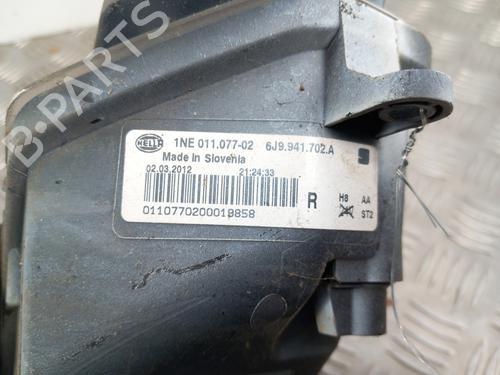 HELLA 1NE 011.077-02 6J9.941.702.A
Made in Slovenia
02.03.2012 21:24:33
R H8 AA
ST2
0110770200019858
B-PARTS